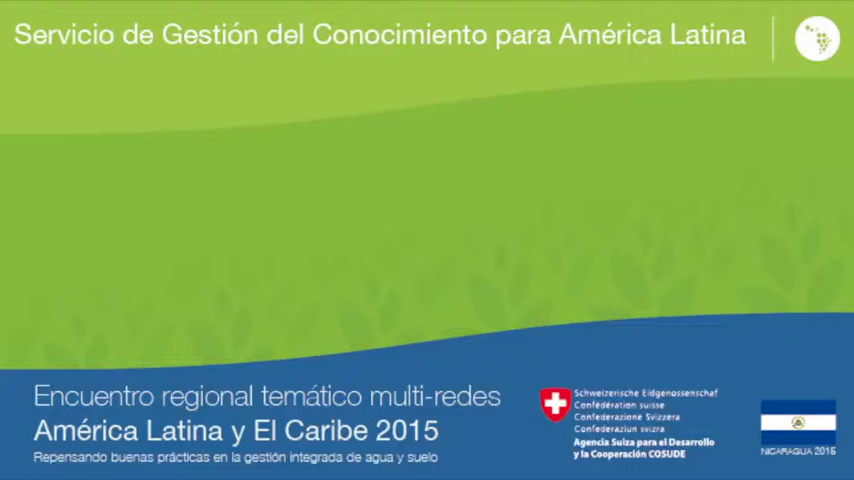 Servicio de Gestión del Conocimiento para América Latina
Encuentro regional temático multi-redes
América Latina y El Caribe 2015
Repensando buenas prácticas en la gestión integrada de agua y suelo
Schweizerische Eidgenossenschaf
Confédération suisse
Confederazione Svizzera
Confederaziun svizra
Agencia Suiza para el Desarrollo
y la Cooperación COSUDE
NICARAGUA 2015